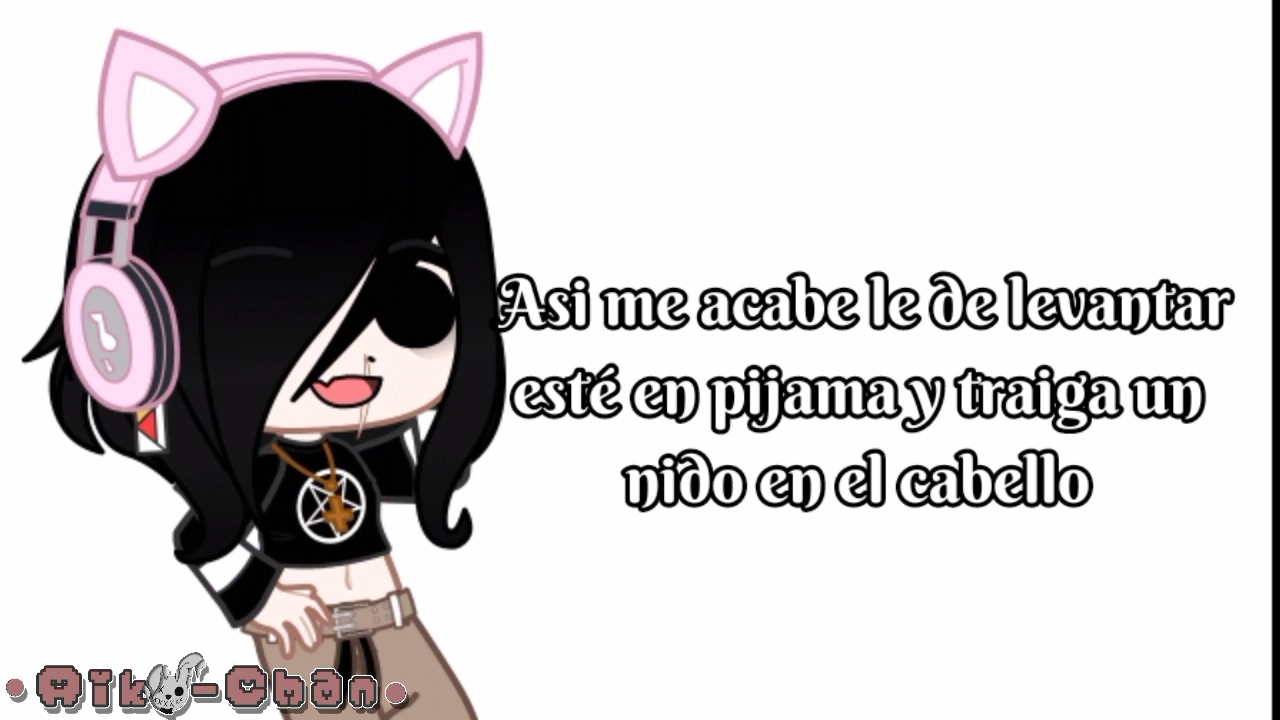 Asi me acabe le de levantar
esté en pijama y traiga un
nido en el cabello
•Aiko-Chan•